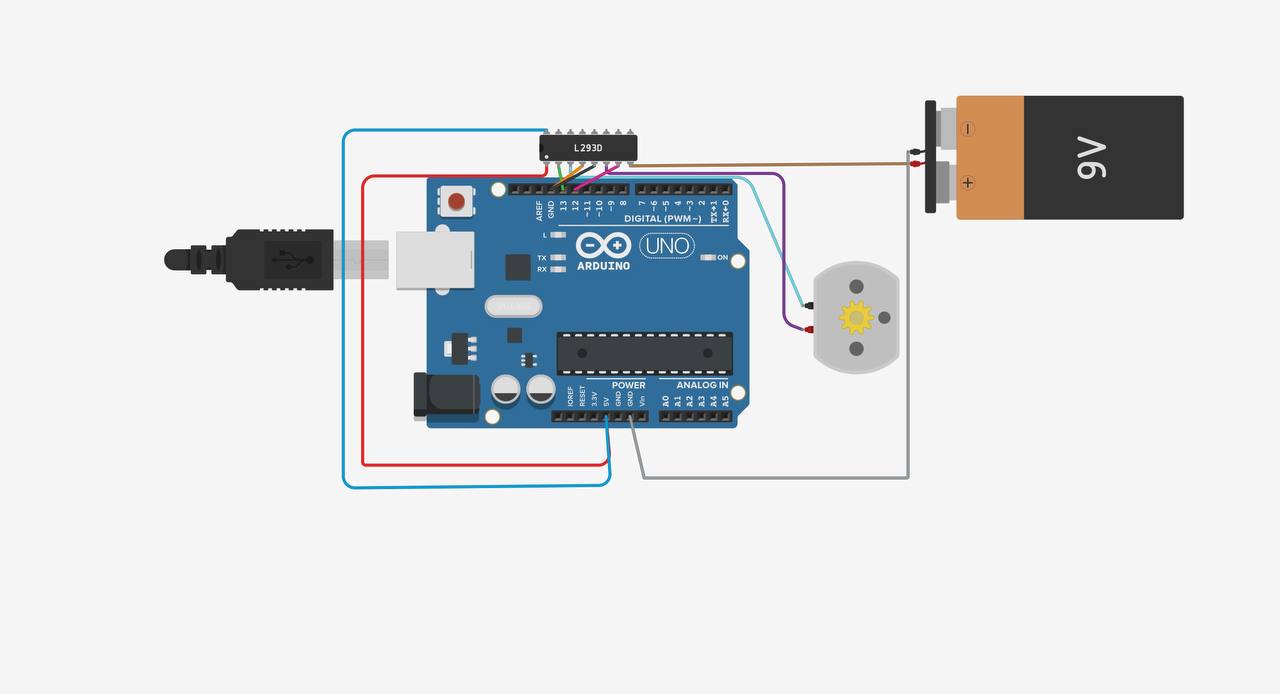 L293D
9V
−
+
AREF
GND
13
12
~11
~10
~9
8
7
~6
~5
4
~3
2
TX→1
RX←0
DIGITAL (PWM~)
L
TX
RX
ARDUINO
UNO
ON
POWER
ANALOG IN
IOREF
RESET
3.3V
5V
GND
GND
Vin
A0
A1
A2
A3
A4
A5